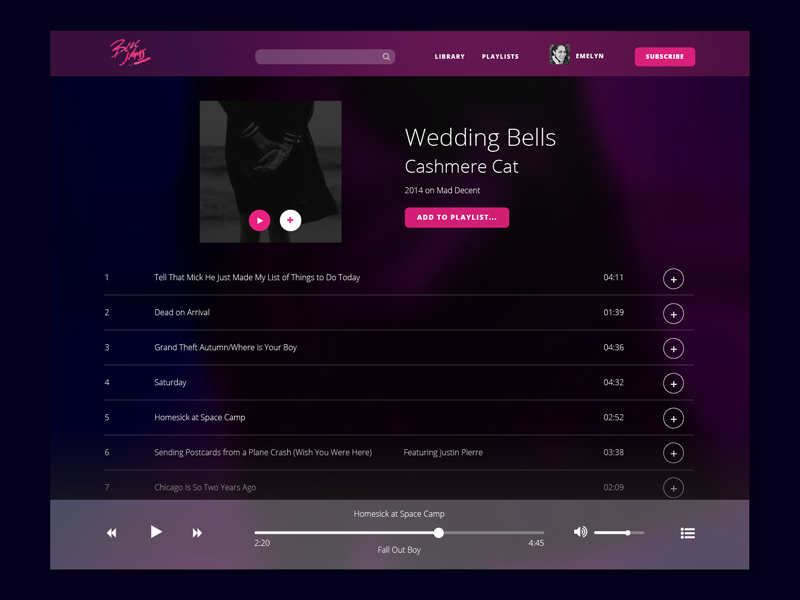 Bloc
Jams
LIBRARY PLAYLISTS EMELYN SUBSCRIBE
Wedding Bells
Cashmere Cat
2014 on Mad Decent
ADD TO PLAYLIST...
1 Tell That Mick He Just Made My List of Things to Do Today 04:11
2 Dead on Arrival 01:39
3 Grand Theft Autumn/Where is Your Boy 04:36
4 Saturday 04:32
5 Homesick at Space Camp 02:52
6 Sending Postcards from a Plane Crash (Wish You Were Here) Featuring Justin Pierre 03:38
7 Chicago Is So Two Years Ago 02:09
Homesick at Space Camp
2:20 4:45
Fall Out Boy